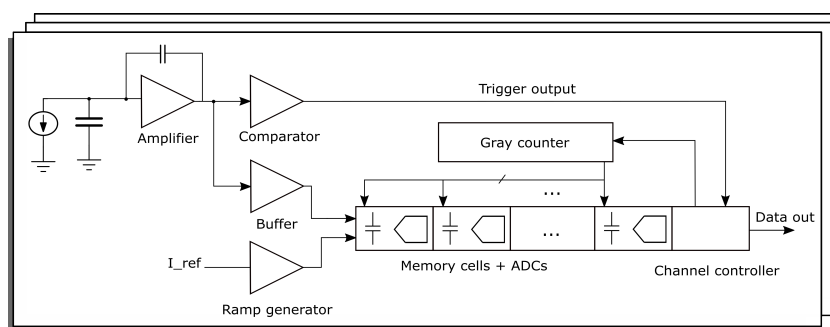 Trigger output
Amplifier
Comparator
Gray counter
...
Buffer
Data out
...
I_ref
Memory cells + ADCs
Channel controller
Ramp generator